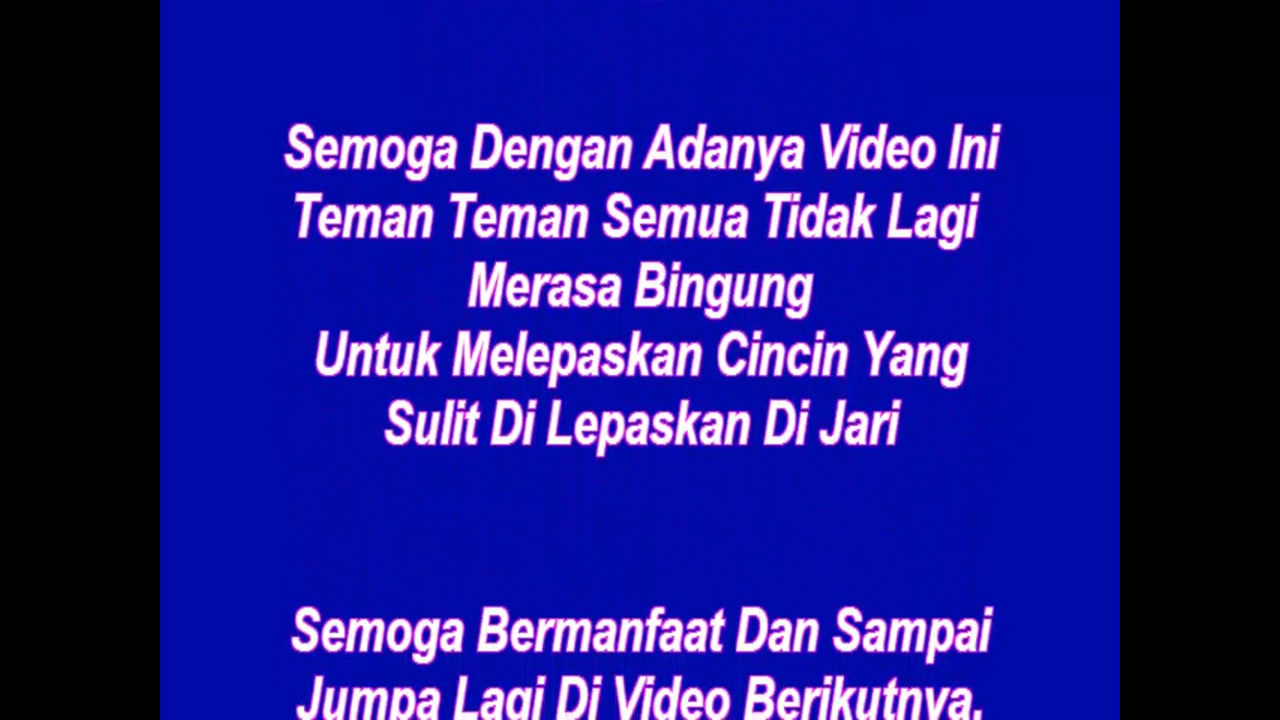 Semoga Dengan Adanya Video Ini
Teman Teman Semua Tidak Lagi
Merasa Bingung
Untuk Melepaskan Cincin Yang
Sulit Di Lepaskan Di Jari
Semoga Bermanfaat Dan Sampai
Jumpa Lagi Di Video Berikutnya.